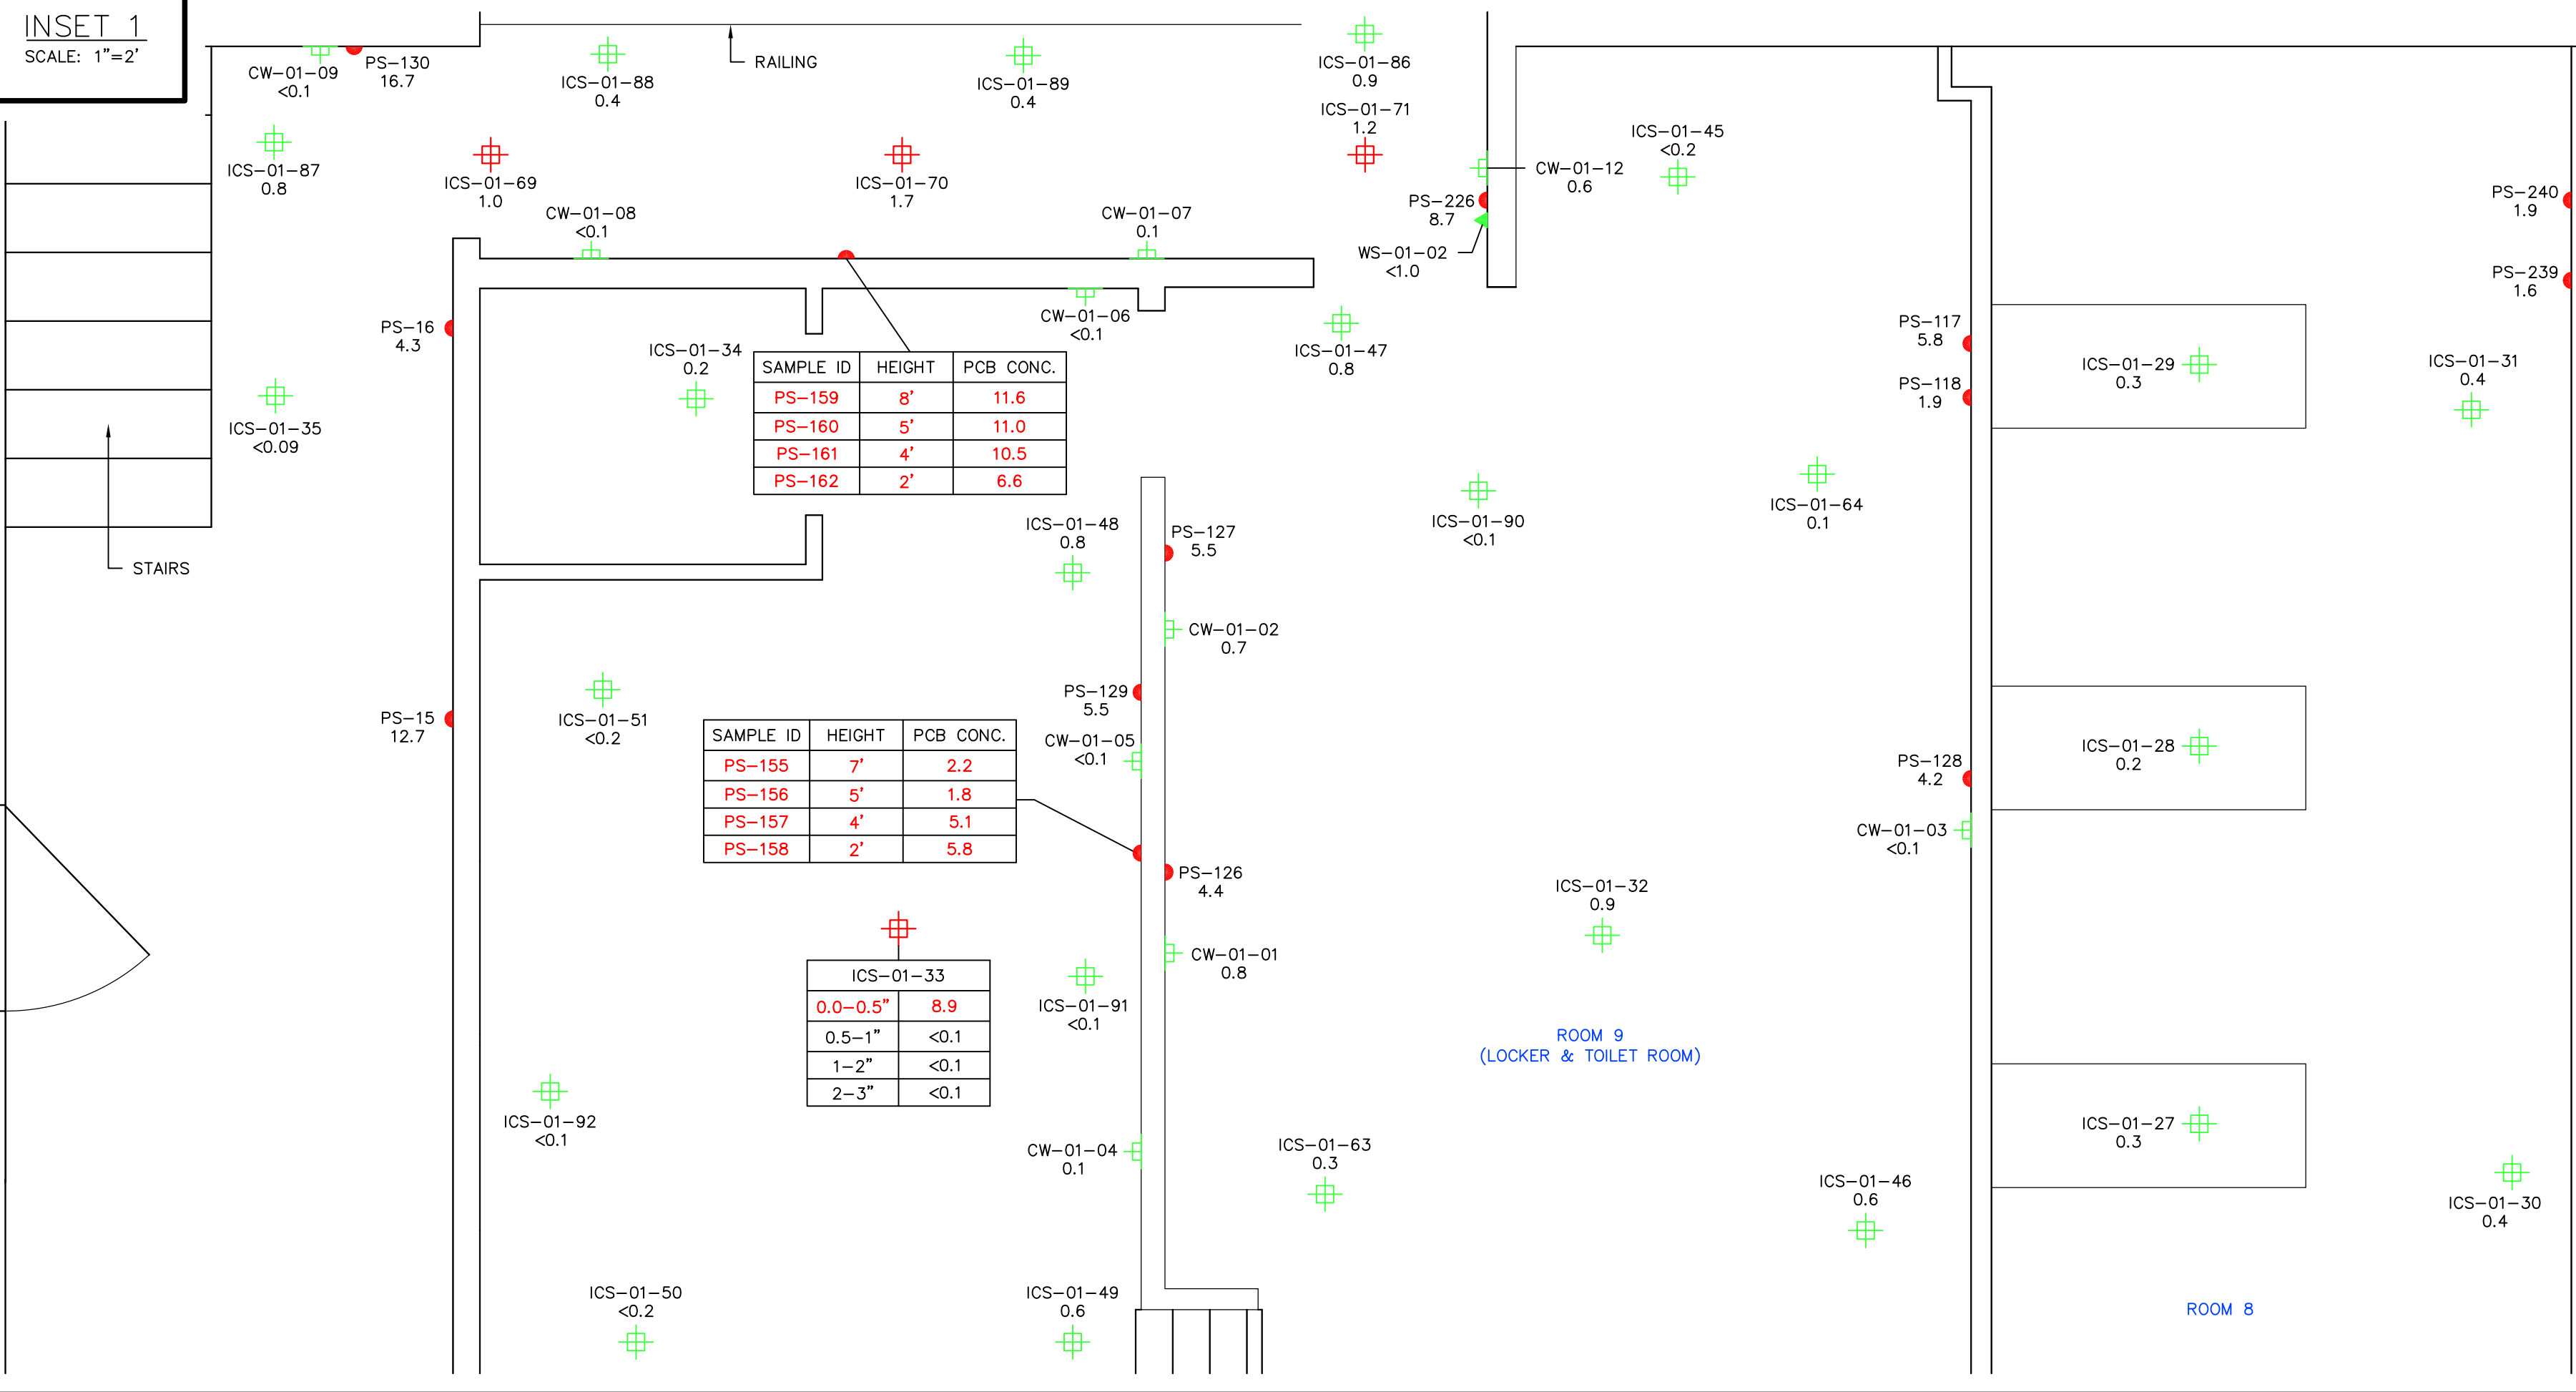 INSET 1
SCALE: 1"=2'
CW-01-09
<0.1
PS-130
16.7
ICS-01-88
0.4
RAILING
ICS-01-89
0.4
ICS-01-86
0.9
ICS-01-71
1.2
ICS-01-45
<0.2
CW-01-12
0.6
ICS-01-87
0.8
ICS-01-69
1.0
ICS-01-70
1.7
CW-01-08
<0.1
CW-01-07
0.1
PS-226
8.7
WS-01-02
<1.0
PS-240
1.9
PS-239
1.6
PS-16
4.3
ICS-01-34
0.2
CW-01-06
<0.1
ICS-01-47
0.8
PS-117
5.8
PS-118
1.9
ICS-01-29
0.3
ICS-01-31
0.4
SAMPLE ID HEIGHT PCB CONC.
PS-159 8' 11.6
PS-160 5' 11.0
PS-161 4' 10.5
PS-162 2' 6.6
ICS-01-35
<0.09
STAIRS
ICS-01-48
0.8
PS-127
5.5
ICS-01-90
<0.1
ICS-01-64
0.1
CW-01-02
0.7
PS-15
12.7
ICS-01-51
<0.2
PS-129
5.5
CW-01-05
<0.1
SAMPLE ID HEIGHT PCB CONC.
PS-155 7' 2.2
PS-156 5' 1.8
PS-157 4' 5.1
PS-158 2' 5.8
PS-128
4.2
ICS-01-28
0.2
CW-01-03
<0.1
PS-126
4.4
ICS-01-32
0.9
CW-01-01
0.8
ICS-01-33
0.0-0.5" 8.9
0.5-1" <0.1
1-2" <0.1
2-3" <0.1
ICS-01-91
<0.1
ROOM 9
(LOCKER & TOILET ROOM)
ICS-01-92
<0.1
CW-01-04
0.1
ICS-01-63
0.3
ICS-01-27
0.3
ICS-01-46
0.6
ICS-01-30
0.4
ICS-01-50
<0.2
ICS-01-49
0.6
ROOM 8